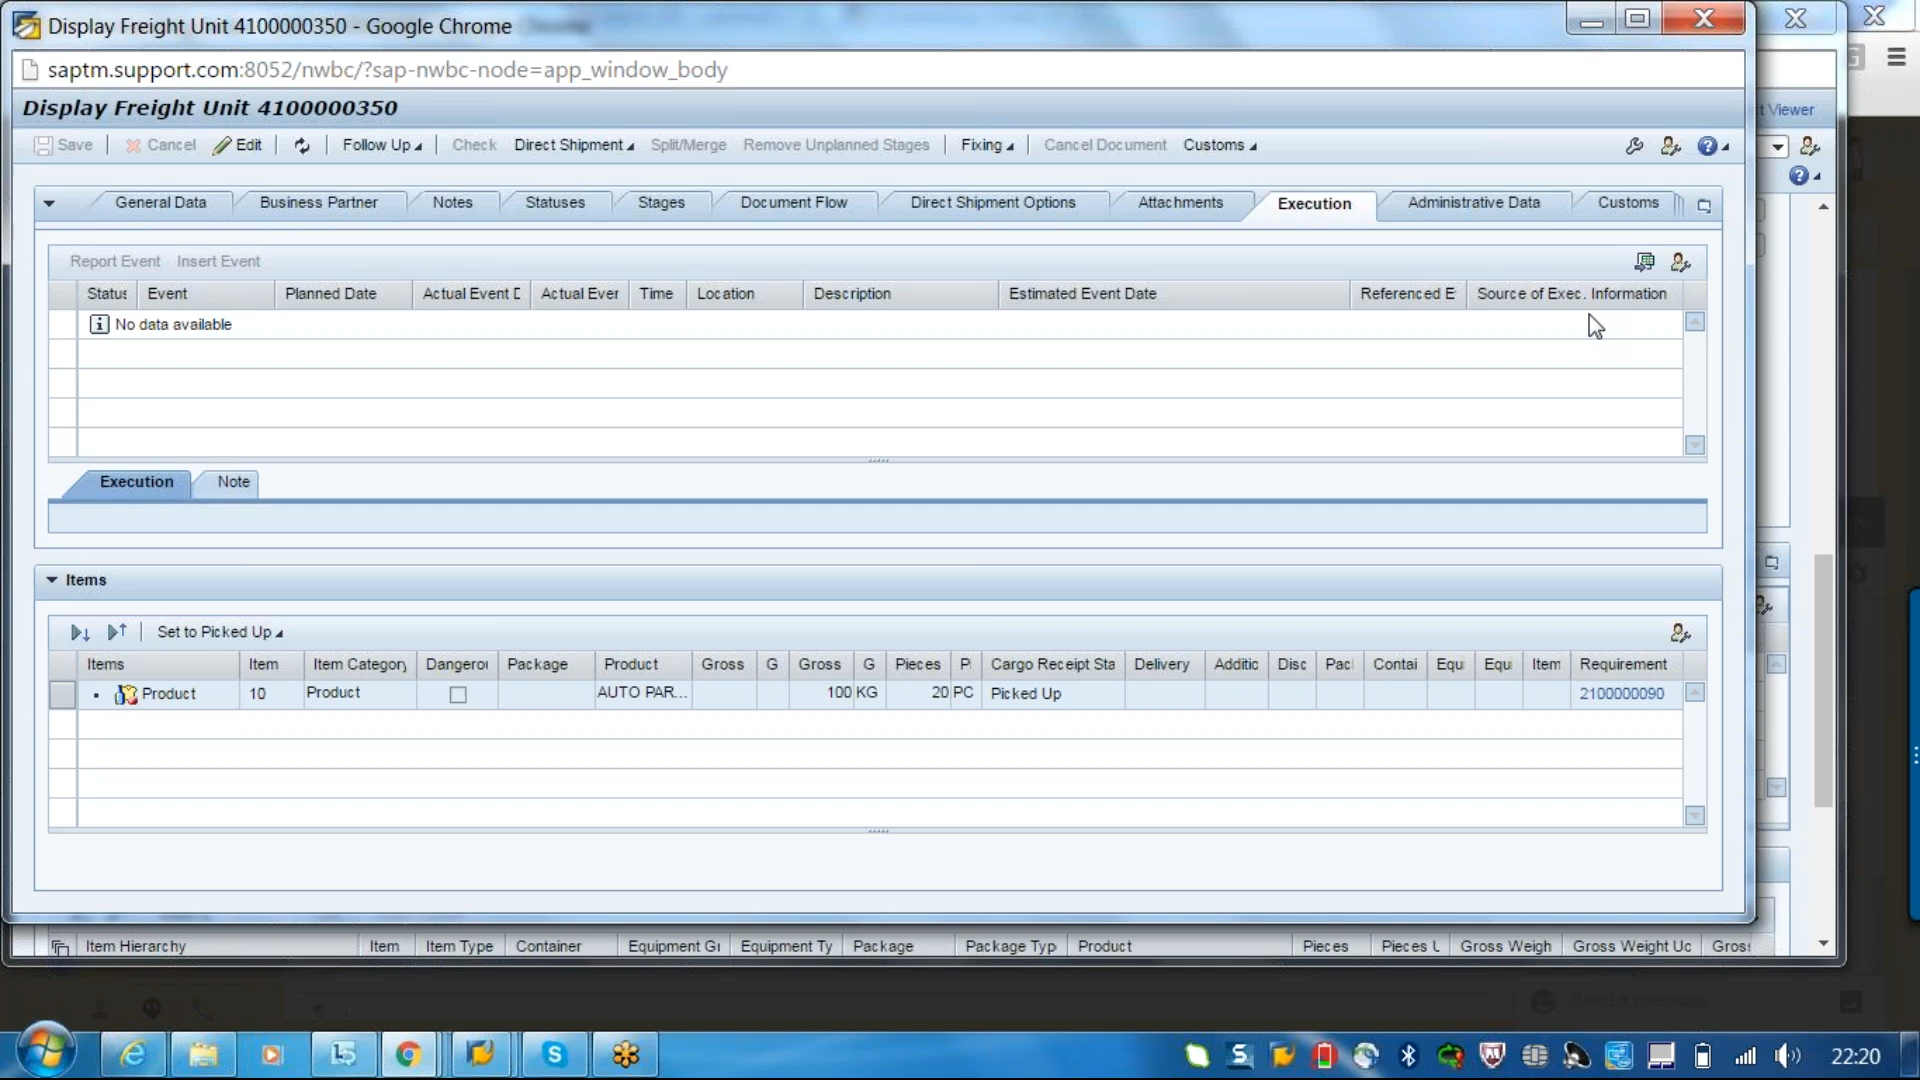 Display Freight Unit 4100000350 - Google Chrome
saptm.support.com:8052/nwbc/?sap-nwbc-node=app_window_body
Display Freight Unit 4100000350
Save Cancel Edit Follow Up Check Direct Shipment Split/Merge Remove Unplanned Stages Fixing Cancel Document Customs
t Viewer
General Data Business Partner Notes Statuses Stages Document Flow Direct Shipment Options Attachments Execution Administrative Data Customs
Report Event Insert Event
Status Event Planned Date Actual Event D Actual Ever Time Location Description Estimated Event Date Referenced E Source of Exec. Information
No data available
Execution Note
Items
Set to Picked Up
Items Item Item Category Dangerou Package Product Gross G Gross G Pieces P. Cargo Receipt Sta Delivery Additic Disc Pac Contai Equi Equi Item Requirement
Product 10 Product AUTO PAR... 100 KG 20 PC Picked Up 2100000090
Item Hierarchy Item Item Type Container Equipment Gr Equipment Ty Package Package Typ Product Pieces Pieces U Gross Weigh Gross Weight Uc Gross
22:20